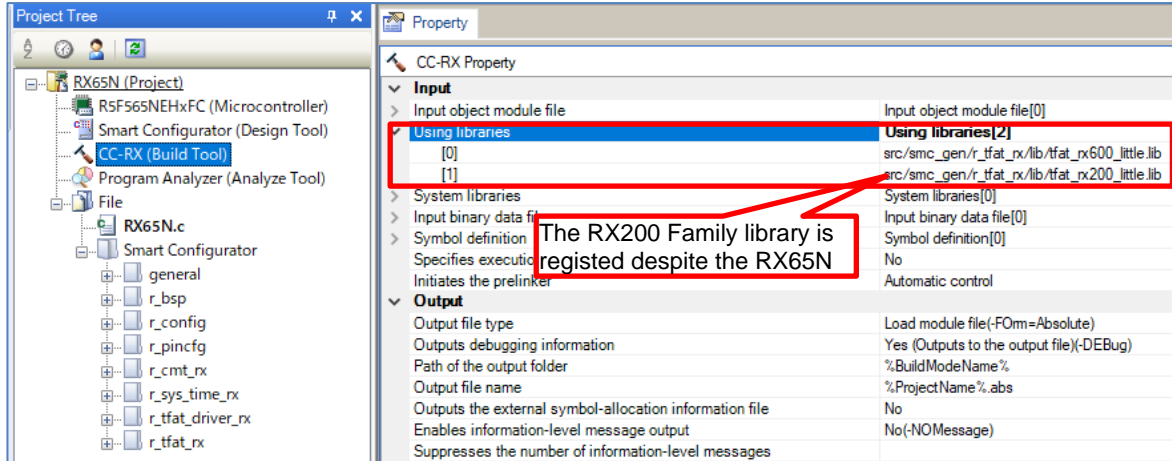 Project Tree
RX65N (Project)
R5F565NEHxFC (Microcontroller)
Smart Configurator (Design Tool)
CC-RX (Build Tool)
Program Analyzer (Analyze Tool)
File
RX65N.c
Smart Configurator
general
r_bsp
r_config
r_pincfg
r_cmt_rx
r_sys_time_rx
r_tfat_driver_rx
r_tfat_rx
Property
CC-RX Property
Input
Input object module file Input object module file[0]
Using libraries Using libraries[2]
[0] src/smc_gen/r_tfat_rx/lib/tfat_rx600_little.lib
[1] src/smc_gen/r_tfat_rx/lib/tfat_rx200_little.lib
System libraries System libraries[0]
Input binary data Input binary data file[0]
Symbol definition Symbol definition[0]
Specifies No
Initiates the prelinker Automatic control
The RX200 Family library is
registed despite the RX65N
Output
Output file type Load module file(-FOrm=Absolute)
Outputs debugging information Yes (Outputs to the output file)(-DEBug)
Path of the output folder %BuildModeName%
Output file name %ProjectName%.abs
Outputs the external symbol-allocation information file No
Enables information-level message output No(-NOMessage)
Suppresses the number of information-level messages